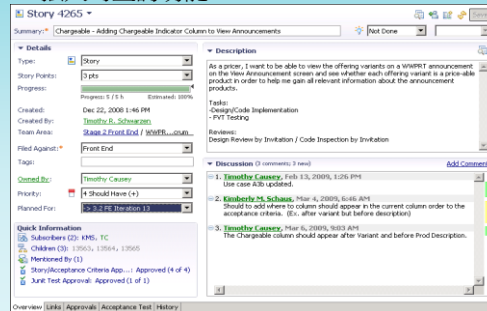 Story 4265
Summary:* Chargeable - Adding Chargeable Indicator Column to View Announcements
Not Done
Details
Type: Story
Story Points: 3 pts
Progress:
Progress: 5 / 5 h Estimated: 100%
Created: Dec 22, 2008 1:46 PM
Created By: Timothy R. Schwarzen
Team Area: Stage 2 Front End / WWPR...crum
Filed Against:* Front End
Tags:
Owned By: Timothy Causey
Priority: 4 Should Have (+)
Planned For: -> 3.2 FE Iteration 13
Quick Information
Subscribers (2): KMS, TC
Children (3): 13563, 13564, 13565
Mentioned By (1)
Story/Acceptance Criteria App...: Approved (4 of 4)
Junit Test Approval: Approved (1 of 1)
Description
As a pricer, I want to be able to view the offering variants on a WWPRT announcement
on the View Announcement screen and see whether each offering variant is a price-able
product in order to help me gain all relevant information about the announcement
products.
Tasks:
-Design/Code Implementation
- FVT Testing
Reviews:
Design Review by Invitation / Code Inspection by Invitation
Discussion (3 comments: 3 new) Add Comment
1. Timothy Causey, Feb 13, 2009, 1:26 PM
Use case A3b updated.
2. Kimberly M. Schaus, Mar 4, 2009, 6:46 AM
Should to add where to column should appear in the current column order to the
acceptance criteria. (Ex. after variant but before description)
3. Timothy Causey, Mar 6, 2009, 9:03 AM
The Chargeable column should appear after Variant and before Prod Description.
Overview Links Approvals Acceptance Test History